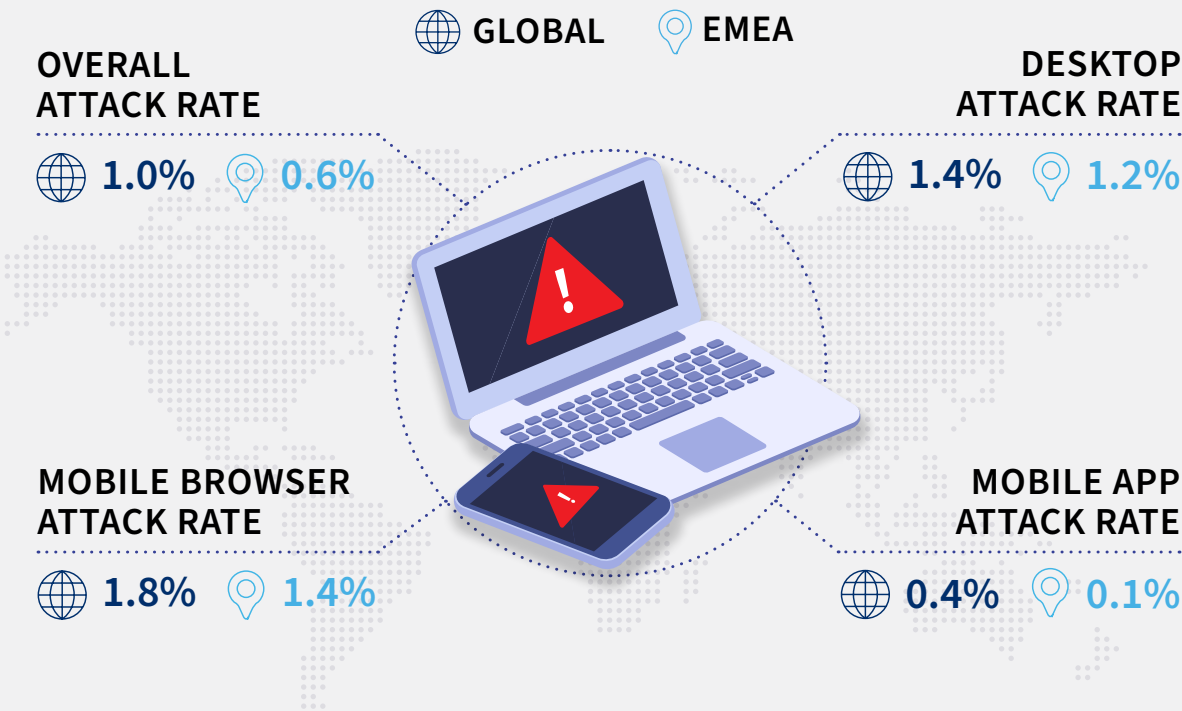 GLOBAL EMEA
OVERALL
ATTACK RATE
1.0% 0.6%
DESKTOP
ATTACK RATE
1.4% 1.2%
MOBILE BROWSER
ATTACK RATE
1.8% 1.4%
MOBILE APP
ATTACK RATE
0.4% 0.1%